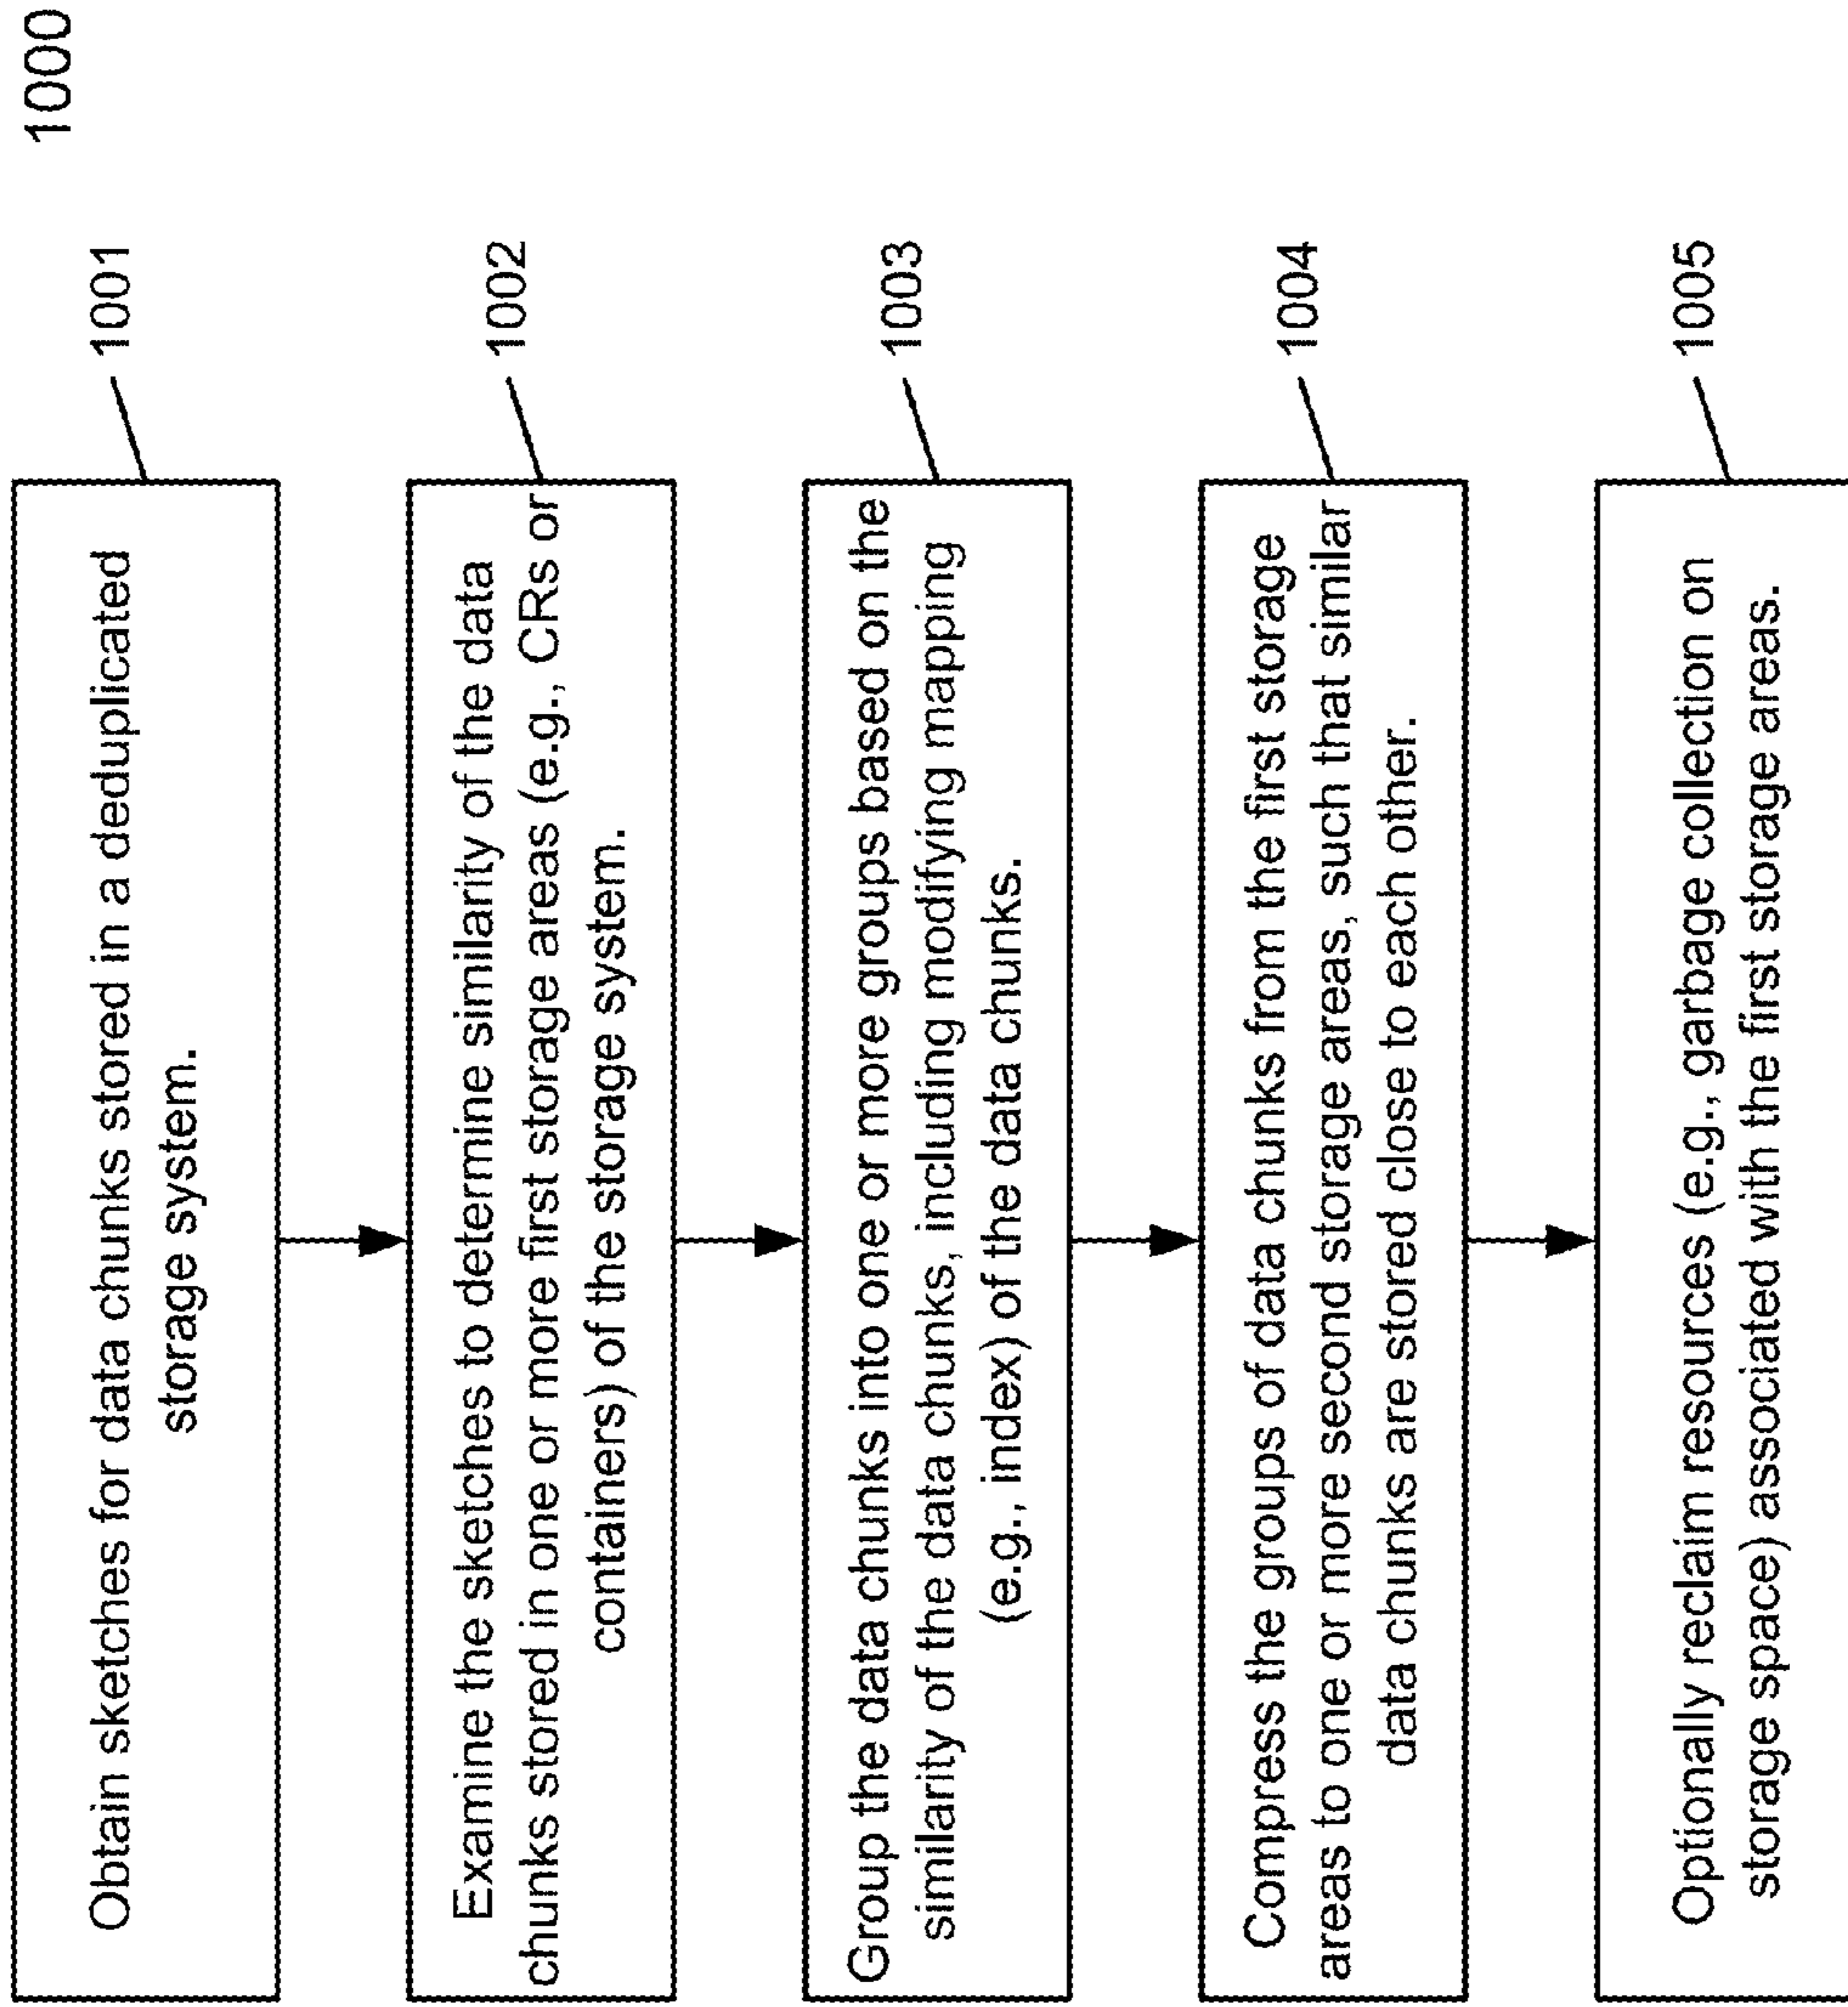 1000
Obtain sketches for data chunks stored in a deduplicated
storage system.
1001
Examine the sketches to determine similarity of the data
chunks stored in one or more first storage areas (e.g., CRs or
containers) of the storage system.
1002
Group the data chunks into one or more groups based on the
similarity of the data chunks, including modifying mapping
(e.g., index) of the data chunks.
1003
Compress the groups of data chunks from the first storage
areas to one or more second storage areas, such that similar
data chunks are stored close to each other.
1004
Optionally reclaim resources (e.g., garbage collection on
storage space) associated with the first storage areas.
1005